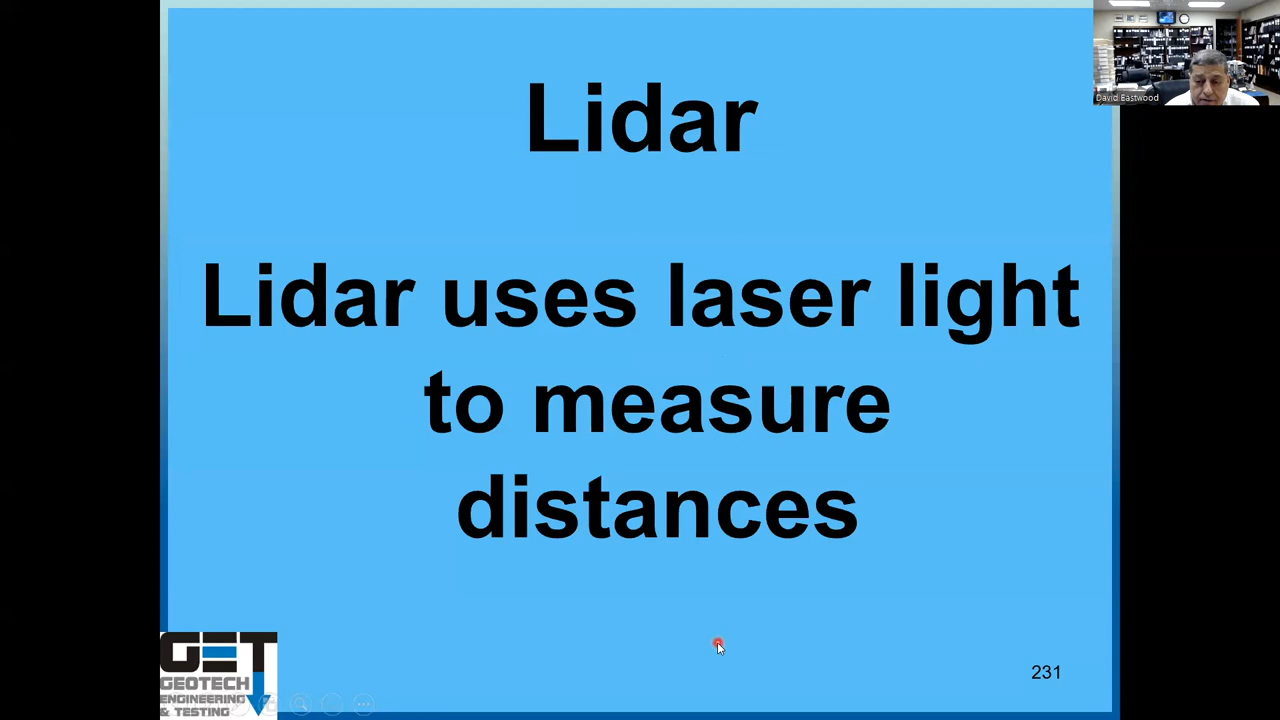 Lidar
David Eastwood
Lidar uses laser light
to measure
distances
GET
GEOTECH
ENGINEERING
& TESTING
231